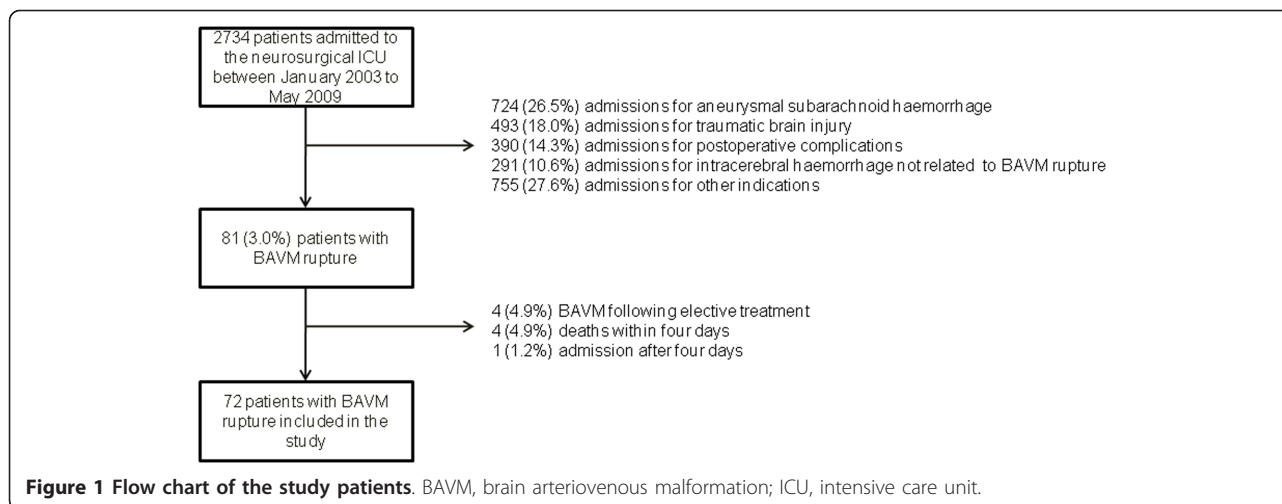 2734 patients admitted to
the neurosurgical ICU
between January 2003 to
May 2009
724 (26.5%) admissions for aneurysmal subarachnoid haemorrhage
493 (18.0%) admissions for traumatic brain injury
390 (14.3%) admissions for postoperative complications
291 (10.6%) admissions for intracerebral haemorrhage not related to BAVM rupture
755 (27.6%) admissions for other indications
81 (3.0%) patients with
BAVM rupture
4 (4.9%) BAVM following elective treatment
4 (4.9%) deaths within four days
1 (1.2%) admission after four days
72 patients with BAVM
rupture included in the
study
Figure 1 Flow chart of the study patients. BAVM, brain arteriovenous malformation; ICU, intensive care unit.